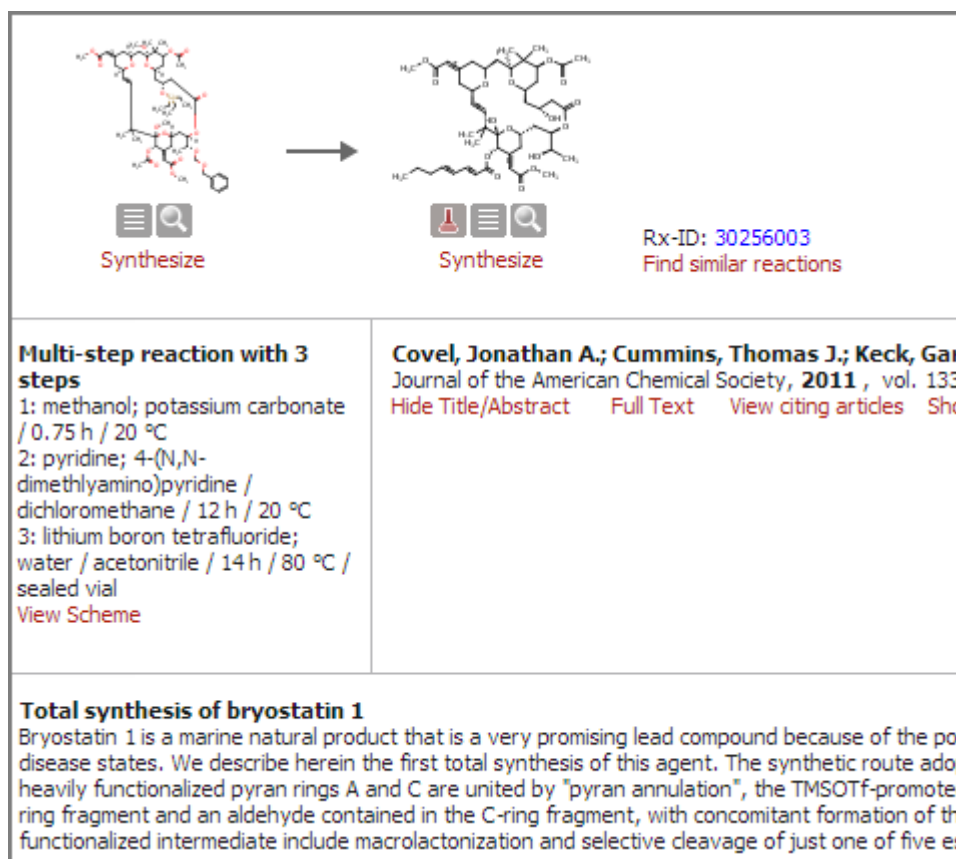 Synthesize
Synthesize
Rx-ID: 30256003
Find similar reactions
Multi-step reaction with 3
steps
1: methanol; potassium carbonate
/ 0.75 h / 20 °C
2: pyridine; 4-(N,N-
dimethlyamino)pyridine /
dichloromethane / 12 h / 20 °C
3: lithium boron tetrafluoride;
water / acetonitrile / 14 h / 80 °C /
sealed vial
View Scheme
Covel, Jonathan A.; Cummins, Thomas J.; Keck, Gar
Journal of the American Chemical Society, 2011 , vol. 133
Hide Title/Abstract Full Text View citing articles Sho
Total synthesis of bryostatin 1
Bryostatin 1 is a marine natural product that is a very promising lead compound because of the po
disease states. We describe herein the first total synthesis of this agent. The synthetic route ado
heavily functionalized pyran rings A and C are united by "pyran annulation", the TMSOTf-promote
ring fragment and an aldehyde contained in the C-ring fragment, with concomitant formation of th
functionalized intermediate include macrolactonization and selective cleavage of just one of five es